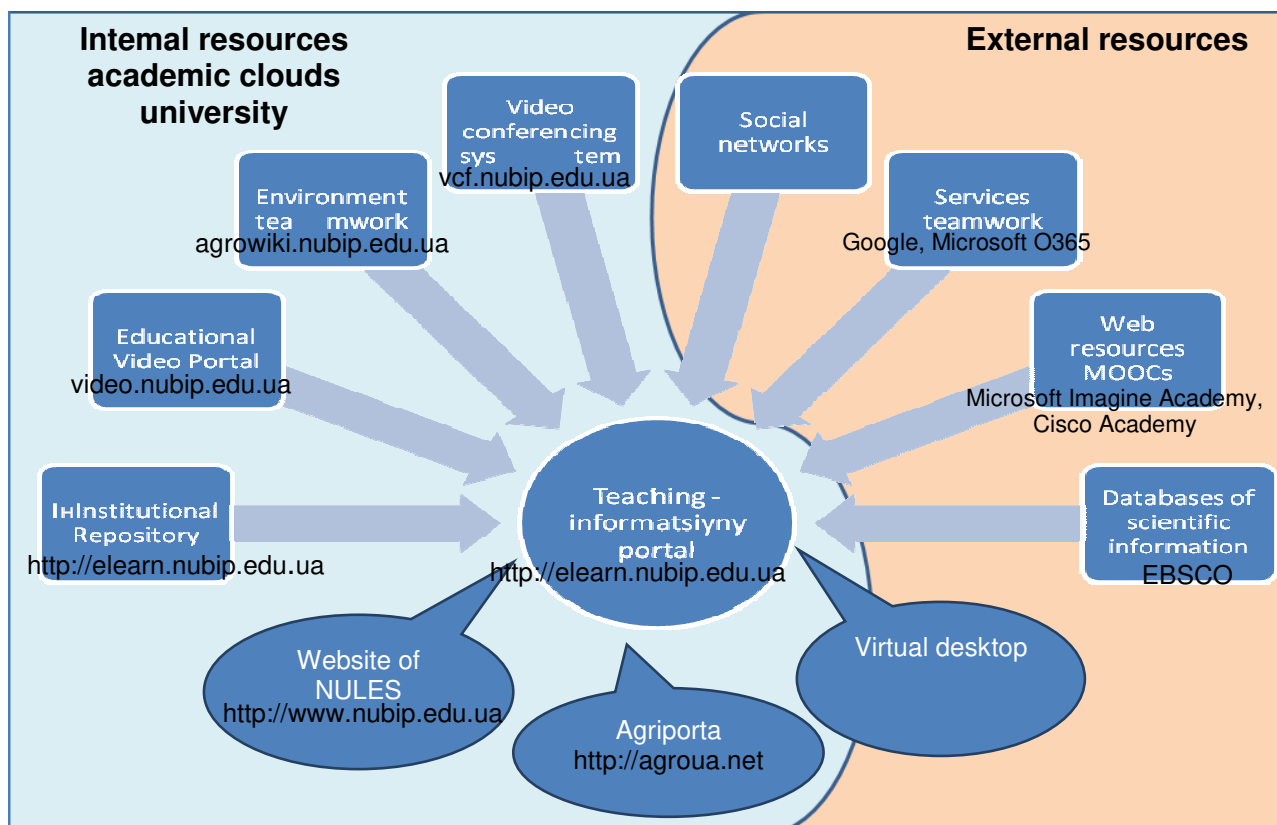 Intemal resources
academic clouds
university
External resources
Video
conferencing
sys tem
vcf.nubip.edu.ua
Social
networks
Environment
tea mwork
agrowiki.nubip.edu.ua
Services
teamwork
Google, Microsoft O365
Educational
Video Portal
video.nubip.edu.ua
Web
resources
MOOCs
Microsoft Imagine Academy,
Cisco Academy
IнInstitutional
Repository
http://elearn.nubip.edu.ua
Teaching -
informatsiyny
portal
http://elearn.nubip.edu.ua
Databases of
scientific
information
EBSCO
Website of
NULES
http://www.nubip.edu.ua
Agriporta
http://agroua.net
Virtual desktop